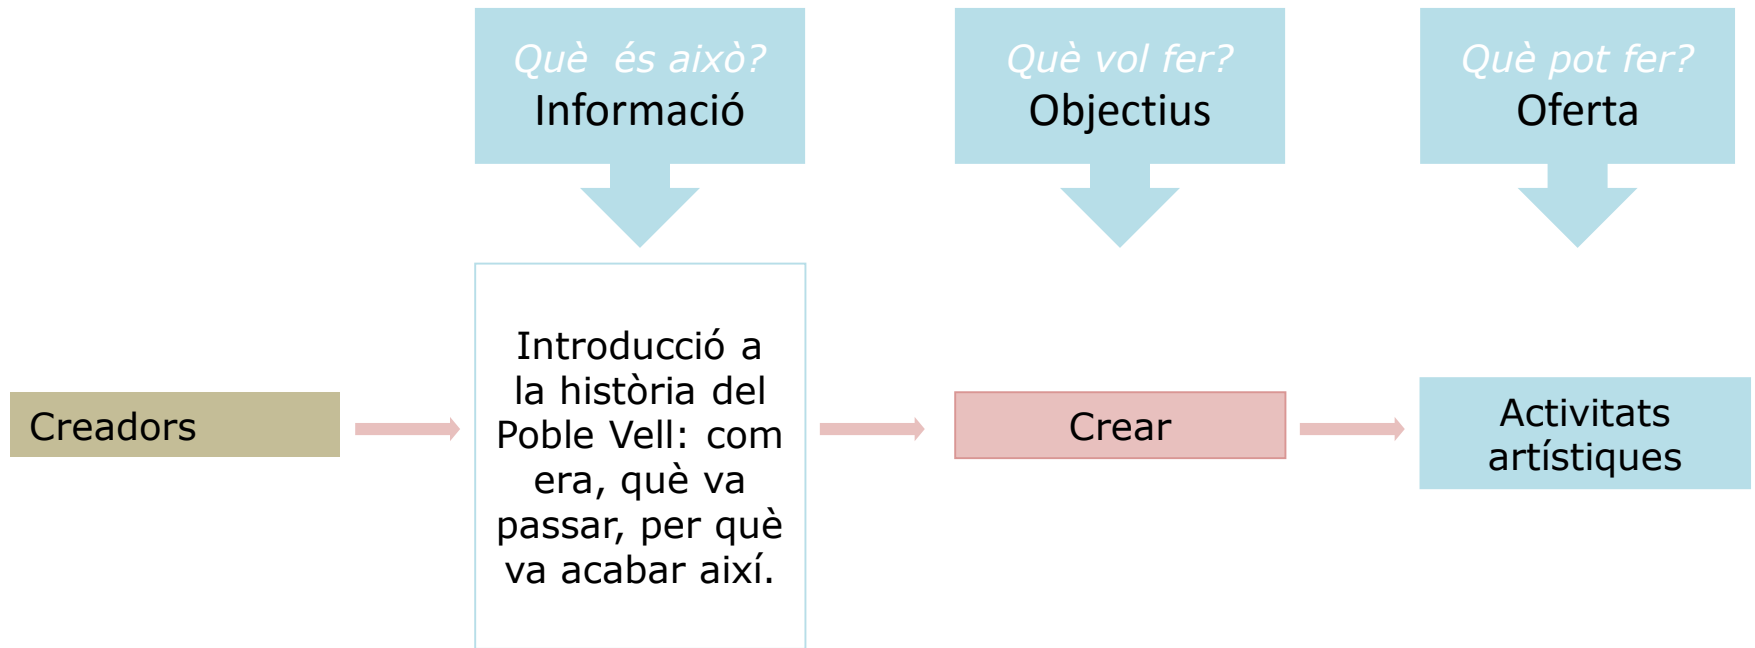 Què  és això?
Informació
Què vol fer?
Objectius
Què pot fer?
Oferta
Creadors
Introducció a
la història del
Poble Vell: com
era, què va
passar, per què
va acabar així.
Crear
Activitats
artístiques